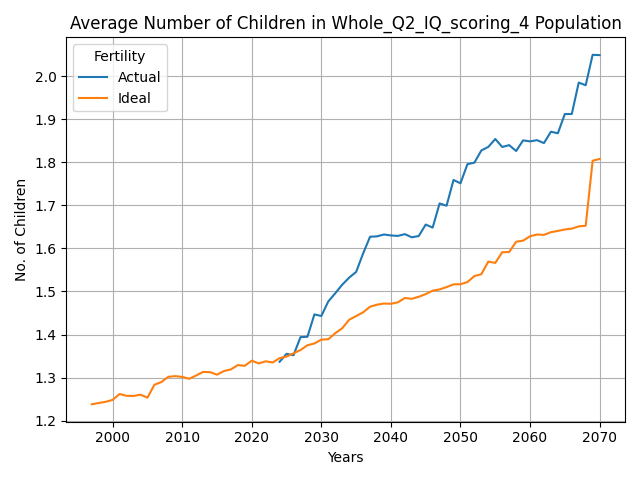 Average Number of Children in Whole_Q2_IQ_scoring_4 Population
Fertility
Actual
Ideal
2.0
1.9
1.8
1.7
1.6
1.5
1.4
1.3
1.2
No. of Children
2000 2010 2020 2030 2040 2050 2060 2070
Years